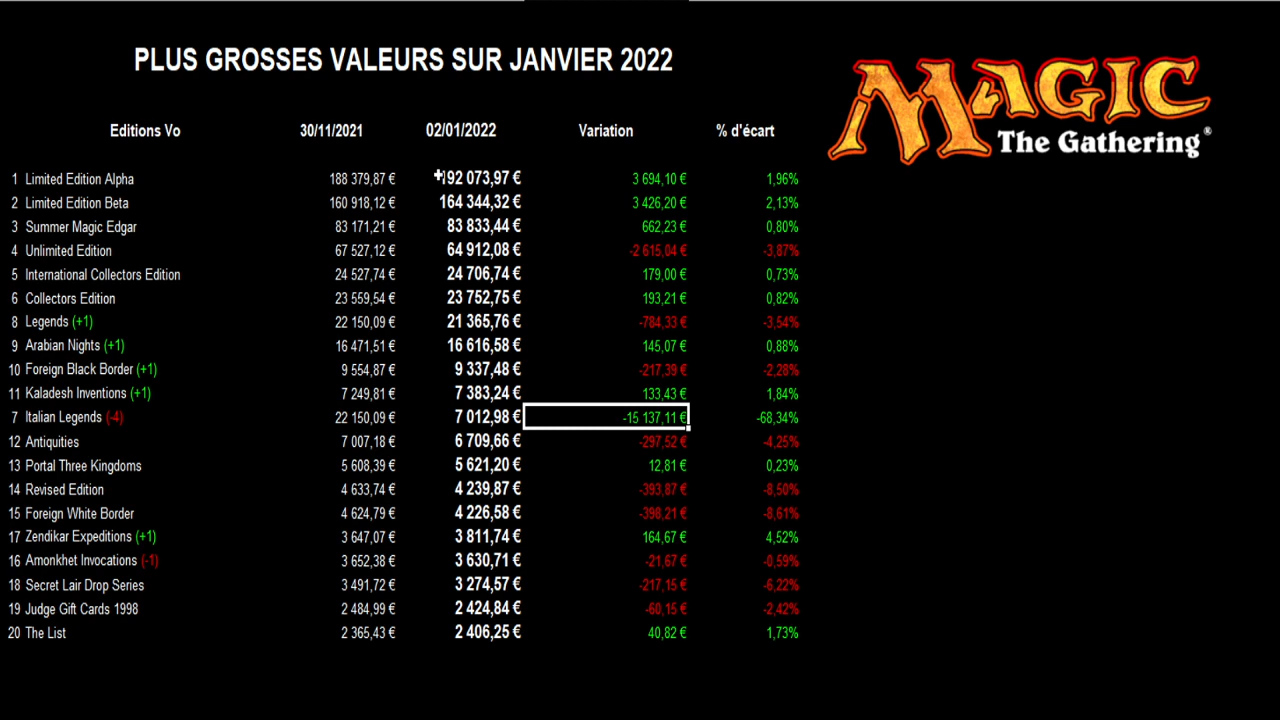 PLUS GROSSES VALEURS SUR JANVIER 2022
MAGIC
The Gathering®
Editions Vo 30/11/2021 02/01/2022 Variation % d'écart
1 Limited Edition Alpha 188 379,87 € 192 073,97 € 3 694,10 € 1,96%
2 Limited Edition Beta 160 918,12 € 164 344,32 € 3 426,20 € 2,13%
3 Summer Magic Edgar 83 171,21 € 83 833,44 € 662,23 € 0,80%
4 Unlimited Edition 67 527,12 € 64 912,08 € -2 615,04 € -3,87%
5 International Collectors Edition 24 527,74 € 24 706,74 € 179,00 € 0,73%
6 Collectors Edition 23 559,54 € 23 752,75 € 193,21 € 0,82%
8 Legends (+1) 22 150,09 € 21 365,76 € -784,33 € -3,54%
9 Arabian Nights (+1) 16 471,51 € 16 616,58 € 145,07 € 0,88%
10 Foreign Black Border (+1) 9 554,87 € 9 337,48 € -217,39 € -2,28%
11 Kaladesh Inventions (+1) 7 249,81 € 7 383,24 € 133,43 € 1,84%
7 Italian Legends (-4) 22 150,09 € 7 012,98 € -15 137,11 € -68,34%
12 Antiquities 7 007,18 € 6 709,66 € -297,52 € -4,25%
13 Portal Three Kingdoms 5 608,39 € 5 621,20 € 12,81 € 0,23%
14 Revised Edition 4 633,74 € 4 239,87 € -393,87 € -8,50%
15 Foreign White Border 4 624,79 € 4 226,58 € -398,21 € -8,61%
17 Zendikar Expeditions (+1) 3 647,07 € 3 811,74 € 164,67 € 4,52%
16 Amonkhet Invocations (-1) 3 652,38 € 3 630,71 € -21,67 € -0,59%
18 Secret Lair Drop Series 3 491,72 € 3 274,57 € -217,15 € -6,22%
19 Judge Gift Cards 1998 2 484,99 € 2 424,84 € -60,15 € -2,42%
20 The List 2 365,43 € 2 406,25 € 40,82 € 1,73%